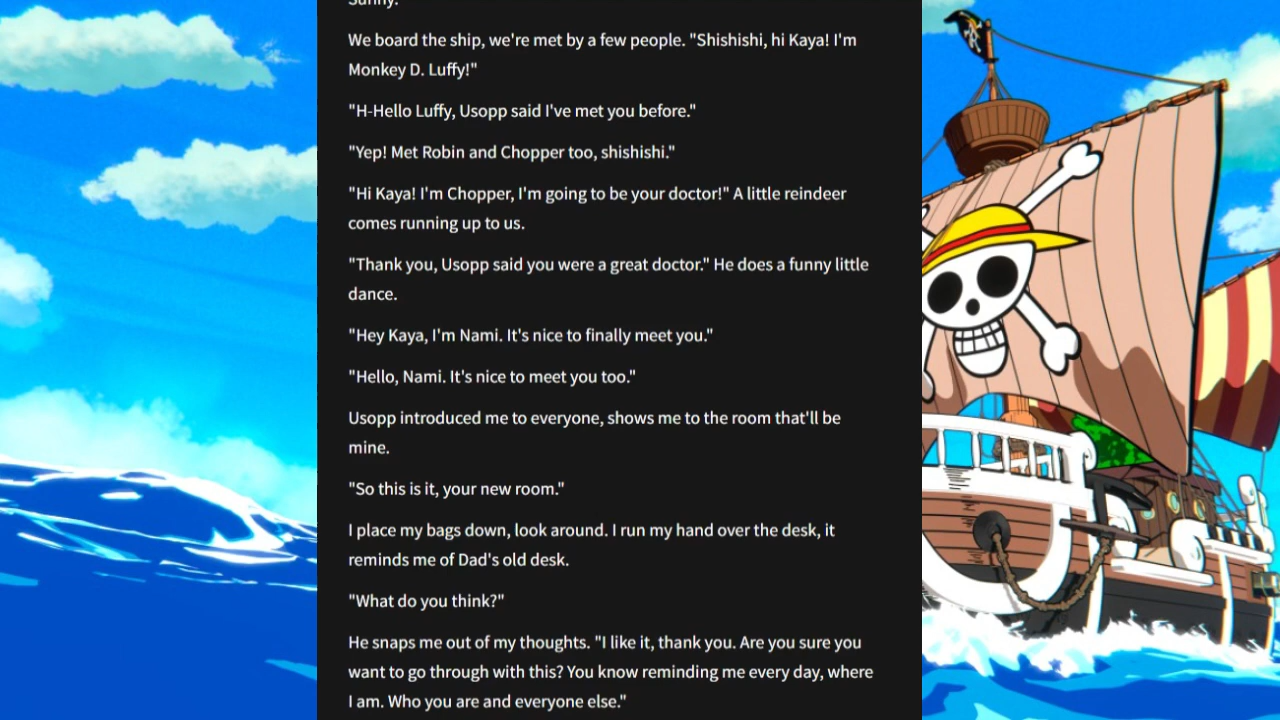 Sunny.
We board the ship, we're met by a few people. "Shishishi, hi Kaya! I'm
Monkey D. Luffy!"
"H-Hello Luffy, Usopp said I've met you before."
"Yep! Met Robin and Chopper too, shishishi."
"Hi Kaya! I'm Chopper, I'm going to be your doctor!" A little reindeer
comes running up to us.
"Thank you, Usopp said you were a great doctor." He does a funny little
dance.
"Hey Kaya, I'm Nami. It's nice to finally meet you."
"Hello, Nami. It's nice to meet you too."
Usopp introduced me to everyone, shows me to the room that'll be
mine.
"So this is it, your new room."
I place my bags down, look around. I run my hand over the desk, it
reminds me of Dad's old desk.
"What do you think?"
He snaps me out of my thoughts. "I like it, thank you. Are you sure you
want to go through with this? You know reminding me every day, where
I am. Who you are and everyone else."